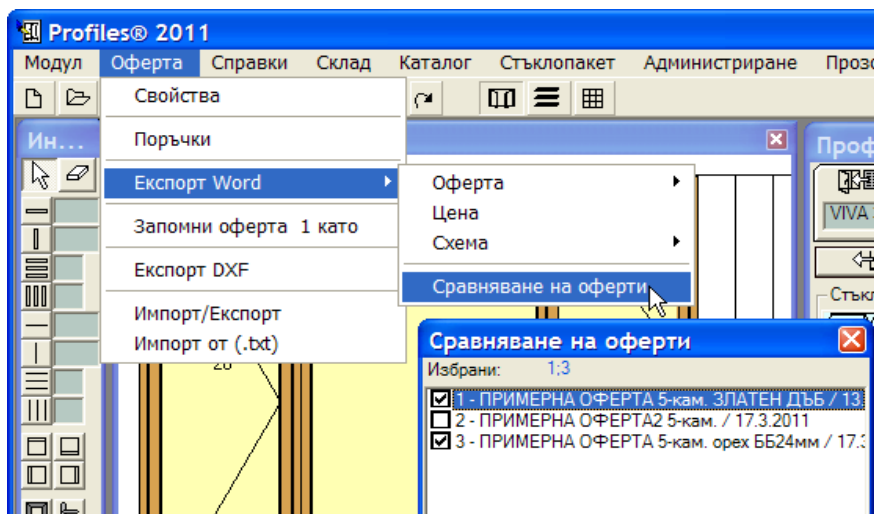 Profiles® 2011
Модул Оферта Справки Склад Каталог Стъклопакет Администриране
Ин...
Свойства
Поръчки
Експорт Word
Запомни оферта 1 като
Експорт DXF
Импорт/Експорт
Импорт от (.txt)
Оферта
Цена
Схема
Сравняване на оферти
VIVA
Сравняване на оферти
Избрани: 1;3
1 - ПРИМЕРНА ОФЕРТА 5-кам. ЗЛАТЕН ДЪБ / 13.
2 - ПРИМЕРНА ОФЕРТА2 5-кам. / 17.3.2011
3 - ПРИМЕРНА ОФЕРТА 5-кам. орех ББ24мм / 17.3